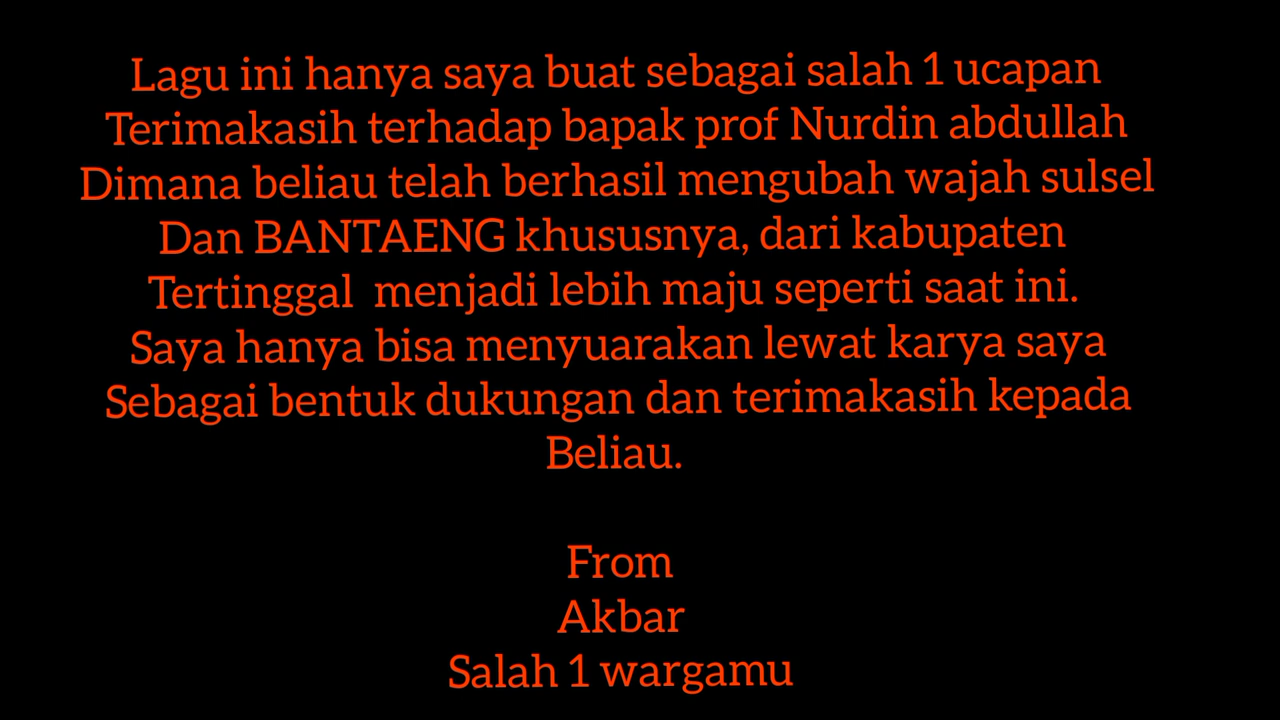 Lagu ini hanya saya buat sebagai salah 1 ucapan
Terimakasih terhadap bapak prof Nurdin abdullah
Dimana beliau telah berhasil mengubah wajah sulsel
Dan BANTAENG khususnya, dari kabupaten
Tertinggal  menjadi lebih maju seperti saat ini.
Saya hanya bisa menyuarakan lewat karya saya
Sebagai bentuk dukungan dan terimakasih kepada
Beliau.
From
Akbar
Salah 1 wargamu